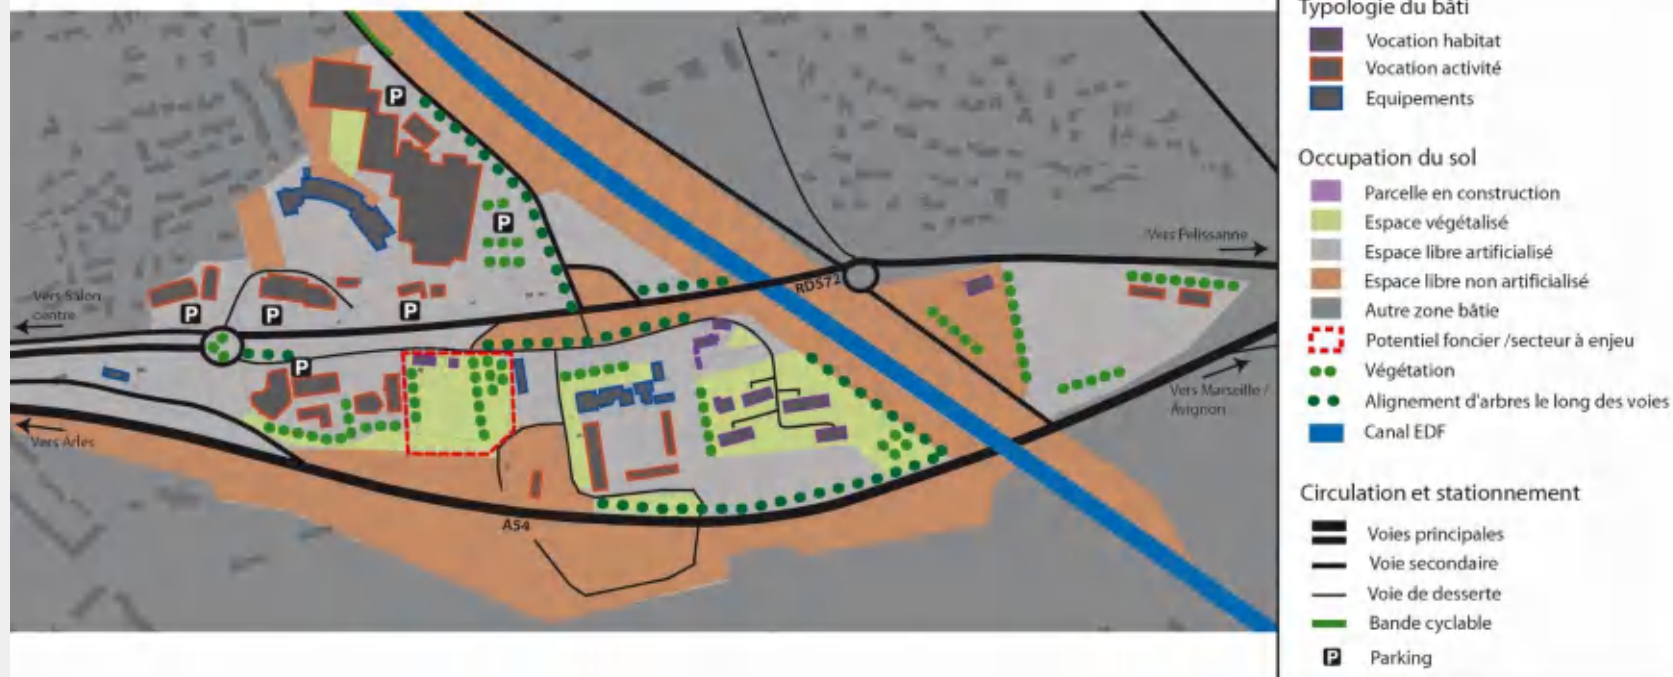 Vers Pelissanne
RD572
Vers Salon
centre
Vers Marseille /
Avignon
Vers Arles
A54
P
P
P
P
P
P
Typologie du bâti
Vocation habitat
Vocation activité
Equipements
Occupation du sol
Parcelle en construction
Espace végétalisé
Espace libre artificialisé
Espace libre non artificialisé
Autre zone bâtie
Potentiel foncier /secteur à enjeu
Végétation
Alignement d'arbres le long des voies
Canal EDF
Circulation et stationnement
Voies principales
Voie secondaire
Voie de desserte
Bande cyclable
P Parking